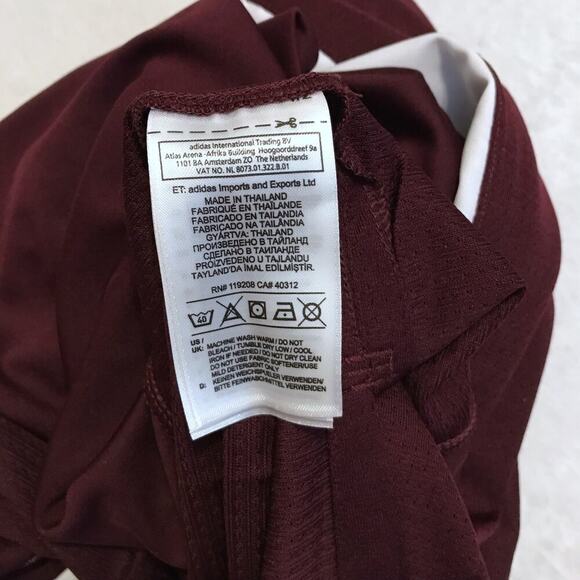 adidas International Trading BV
Atlas Arena -Afrika Building Hoogoorddreef 9a
1101 BA Amsterdam ZO The Netherlands
VAT NO. NL 8073.01.322.B.01
ET: adidas Imports and Exports Ltd
MADE IN THAILAND
FABRIQUÉ EN THAÏLANDE
FABRICADO EN TAILANDIA
FABRICADO NA TAILÂNDIA
GYÁRTVA: THAILAND
ПРОИЗВЕДЕНО В ТАЙЛАНД
СДЕЛАНО В ТАИЛАНДЕ
PROIZVEDENO U TAJLANDU
TAYLAND'DA İMAL EDİLMİŞTİR.
RN# 119208 CA# 40312
40
US / MACHINE WASH WARM / DO NOT
UK: BLEACH / TUMBLE DRY LOW / COOL
IRON IF NEEDED / DO NOT DRY CLEAN
DO NOT USE FABRIC SOFTENER/USE
MILD DETERGENT ONLY
D: KEINEN WEICHSPUELER VERWENDEN/
BITTE FEINWASCHMITTEL VERWENDEN